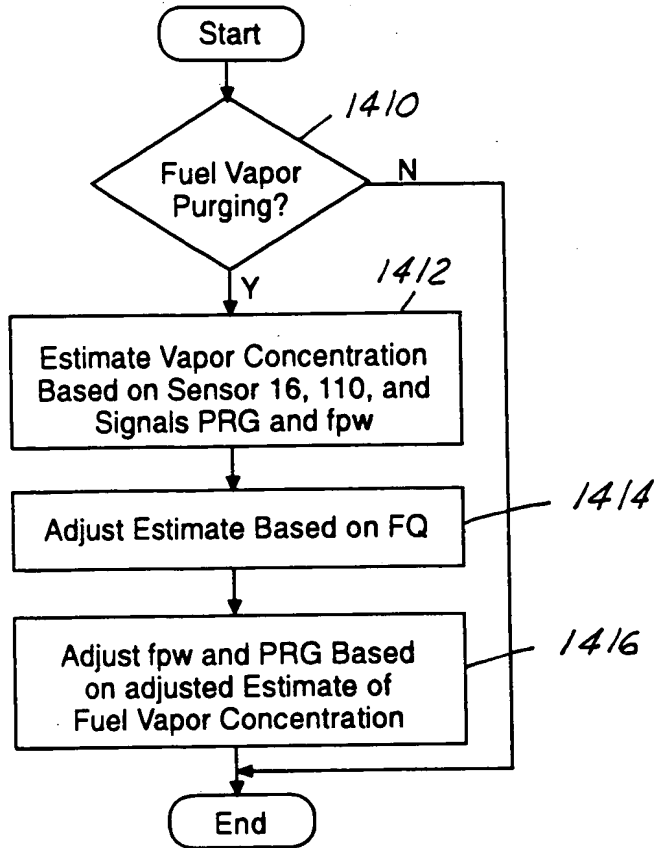 Start
1410
Fuel Vapor
Purging?
N
Y
1412
Estimate Vapor Concentration
Based on Sensor 16, 110, and
Signals PRG and fpw
1414
Adjust Estimate Based on FQ
1416
Adjust fpw and PRG Based
on adjusted Estimate of
Fuel Vapor Concentration
End